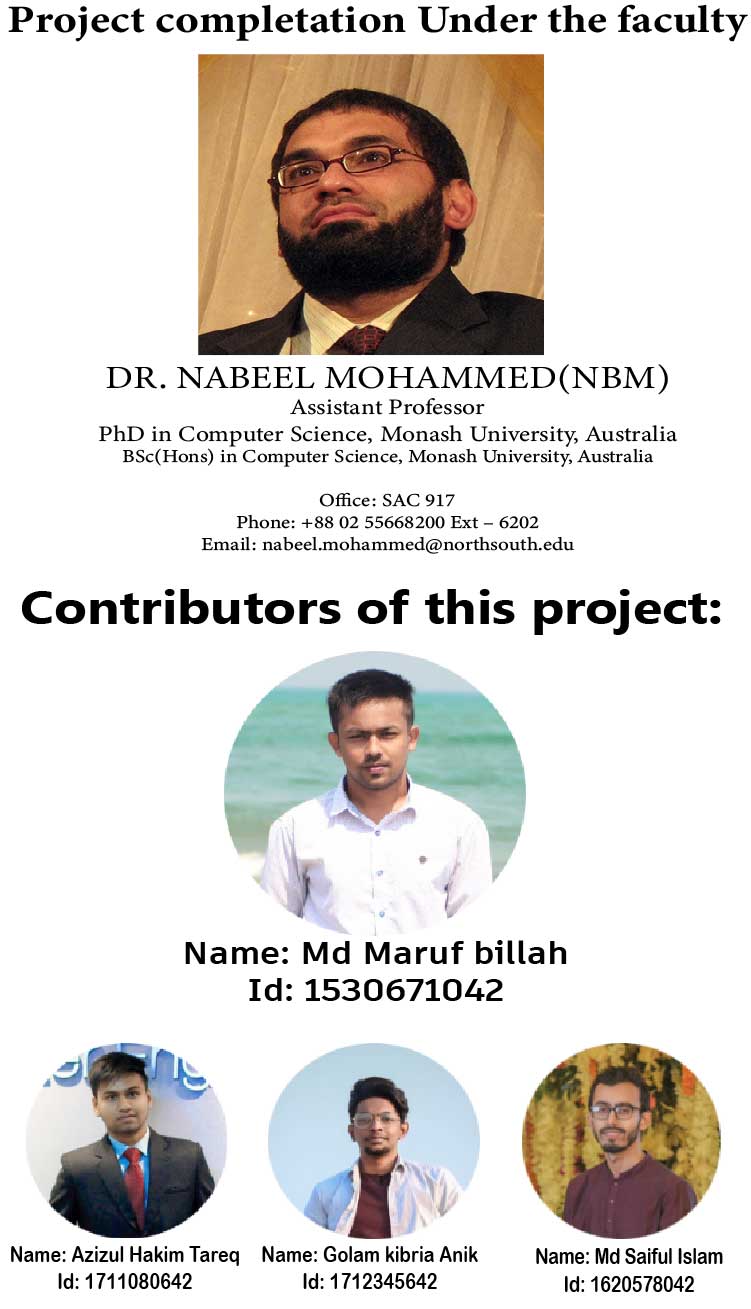 Project completation Under the faculty
DR. NABEEL MOHAMMED(NBM)
Assistant Professor
PhD in Computer Science, Monash University, Australia
BSc(Hons) in Computer Science, Monash University, Australia
Office: SAC 917
Phone: +88 02 55668200 Ext – 6202
Email: nabeel.mohammed@northsouth.edu
Contributors of this project:
Name: Md Maruf billah
Id: 1530671042
Name: Azizul Hakim Tareq
Id: 1711080642
Name: Golam kibria Anik
Id: 1712345642
Name: Md Saiful Islam
Id: 1620578042